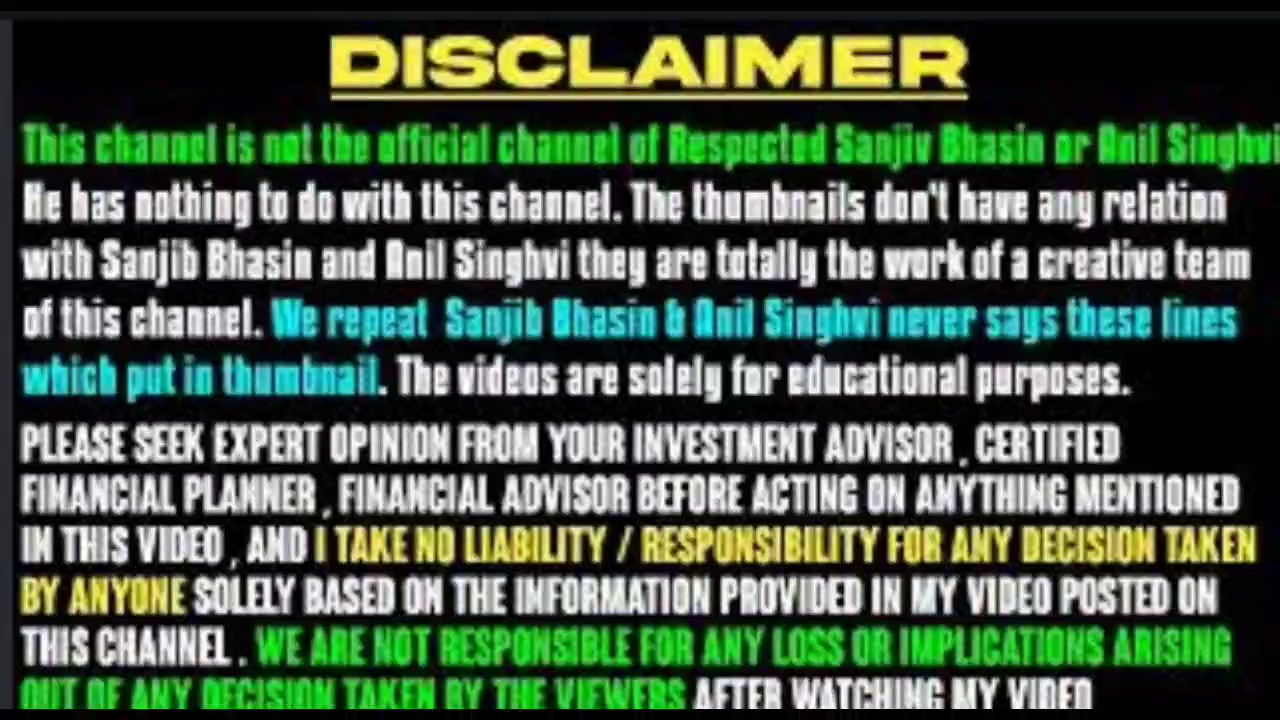 DISCLAIMER
This channel is not the official channel of Respected Sanjiv Bhasin or Anil Singhvi
He has nothing to do with this channel. The thumbnails don't have any relation
with Sanjib Bhasin and Anil Singhvi they are totally the work of a creative team
of this channel. We repeat Sanjib Bhasin & Anil Singhvi never says these lines
which put in thumbnail. The videos are solely for educational purposes.
PLEASE SEEK EXPERT OPINION FROM YOUR INVESTMENT ADVISOR , CERTIFIED
FINANCIAL PLANNER , FINANCIAL ADVISOR BEFORE ACTING ON ANYTHING MENTIONED
IN THIS VIDEO , AND I TAKE NO LIABILITY / RESPONSIBILITY FOR ANY DECISION TAKEN
BY ANYONE SOLELY BASED ON THE INFORMATION PROVIDED IN MY VIDEO POSTED ON
THIS CHANNEL . WE ARE NOT RESPONSIBLE FOR ANY LOSS OR IMPLICATIONS ARISING
OUT OF ANY DECISION TAKEN BY THE VIEWERS AFTER WATCHING MY VIDEO